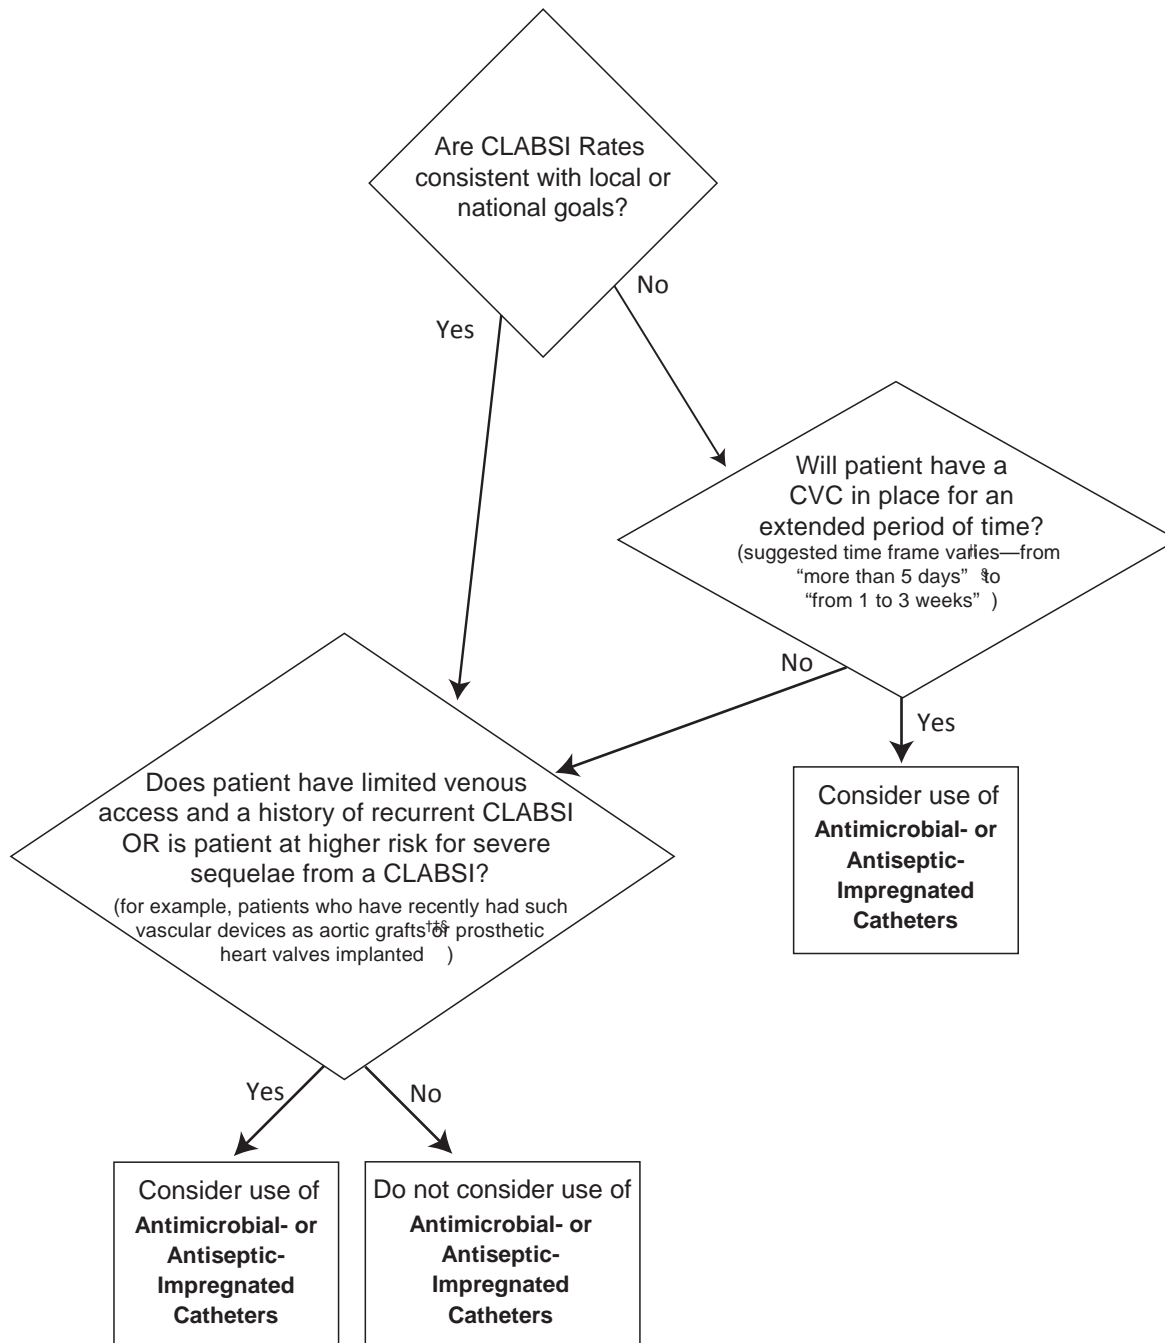 Are CLABSI Rates
consistent with local or
national goals?
No
Yes
Will patient have a
CVC in place for an
extended period of time?
(suggested time frame varies—from
“more than 5 days” § to
“from 1 to 3 weeks” )
No
Yes
Does patient have limited venous
access and a history of recurrent CLABSI
OR is patient at higher risk for severe
sequelae from a CLABSI?
(for example, patients who have recently had such
vascular devices as aortic grafts††§ or prosthetic
heart valves implanted )
Consider use of
Antimicrobial- or
Antiseptic-
Impregnated
Catheters
Yes
No
Consider use of
Antimicrobial- or
Antiseptic-
Impregnated
Catheters
Do not consider use of
Antimicrobial- or
Antiseptic-
Impregnated
Catheters